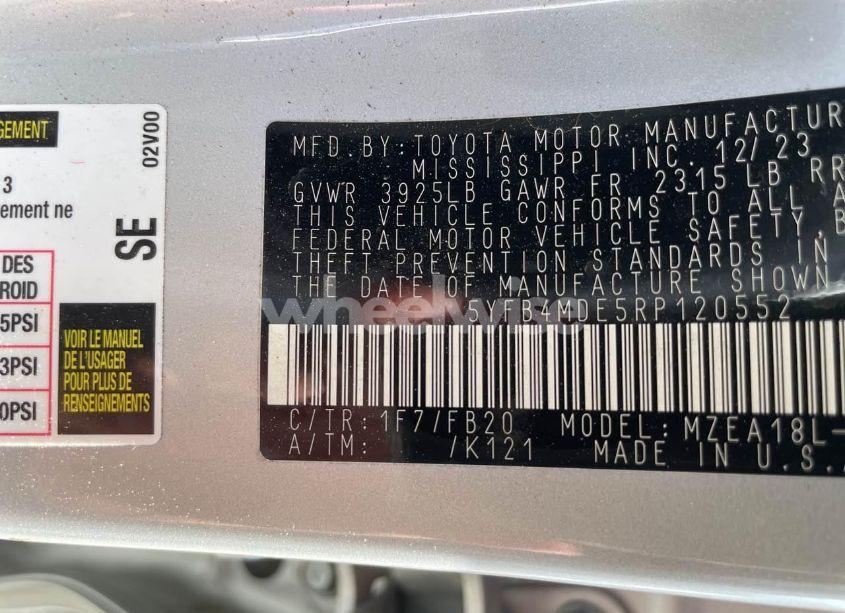 GEMENT
02V00
3
ement ne
SE
DES
ROID
5PSI
3PSI
0PSI
VOIR LE MANUEL
DE L'USAGER
POUR PLUS DE
RENSEIGNEMENTS
MFD.BY:TOYOTA MOTOR MANUFACTUR
MISSISSIPPI INC. 12/23
GVWR 3925LB GAWR FR 2315 LB RR
THIS VEHICLE CONFORMS TO ALL A
FEDERAL MOTOR VEHICLE SAFETY,B
THEFT PREVENTION STANDARDS IN
THE DATE OF MANUFACTURE SHOWN
5YFB4MDE5RP120552
wheelwise
C/TR:1F7/FB20 MODEL:MZEA18L-
A/TM: /K121 MADE IN U.S.A